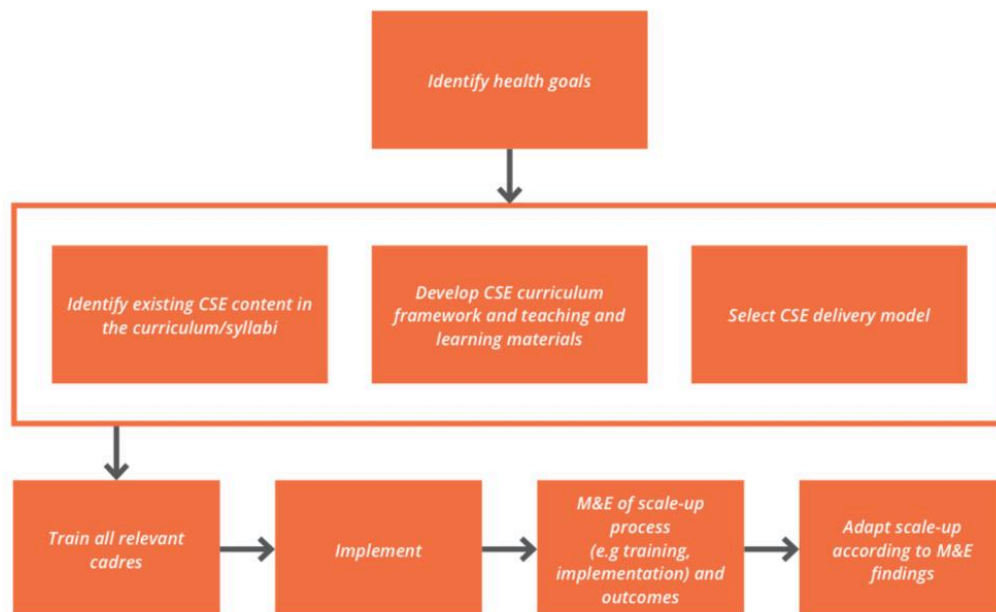 Identify health goals
Identify existing CSE content in
the curriculum/syllabi
Develop CSE curriculum
framework and teaching and
learning materials
Select CSE delivery model
Train all relevant
cadres
Implement
M&E of scale-up
process
(e.g training,
implementation) and
outcomes
Adapt scale-up
according to M&E
findings